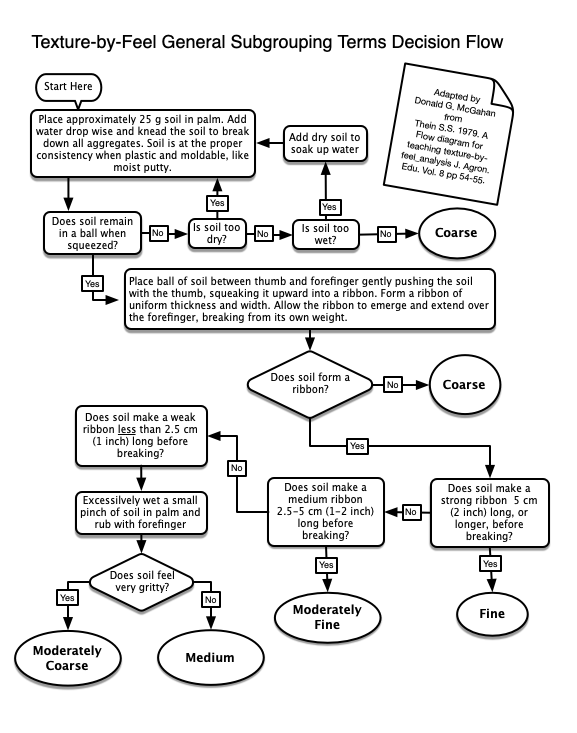 Texture-by-Feel General Subgrouping Terms Decision Flow
Start Here
Adapted by
Donald G. McGahan
from
Thein S.S. 1979. A
Flow diagram for
teaching texture-by-
feel_analysis J. Agron.
Edu. Vol. 8 pp 54-55.
Place approximately 25 g soil in palm. Add
water drop wise and knead the soil to break
down all aggregates. Soil is at the proper
consistency when plastic and moldable, like
moist putty.
Add dry soil to
soak up water
Yes
Yes
Does soil remain
in a ball when
squeezed?
No
Is soil too
dry?
No
Is soil too
wet?
No
Coarse
Yes
Place ball of soil between thumb and forefinger gently pushing the soil
with the thumb, squeaking it upward into a ribbon. Form a ribbon of
uniform thickness and width. Allow the ribbon to emerge and extend over
the forefinger, breaking from its own weight.
Does soil form a
ribbon?
No
Coarse
Yes
Does soil make a weak
ribbon less than 2.5 cm
(1 inch) long before
breaking?
No
Does soil make a
medium ribbon
2.5-5 cm (1-2 inch)
long before
breaking?
No
Does soil make a
strong ribbon 5 cm
(2 inch) long, or
longer, before
breaking?
Excessilvely wet a small
pinch of soil in palm and
rub with forefinger
Yes
Yes
Does soil feel
very gritty?
Yes
No
Moderately
Fine
Fine
Moderately
Coarse
Medium